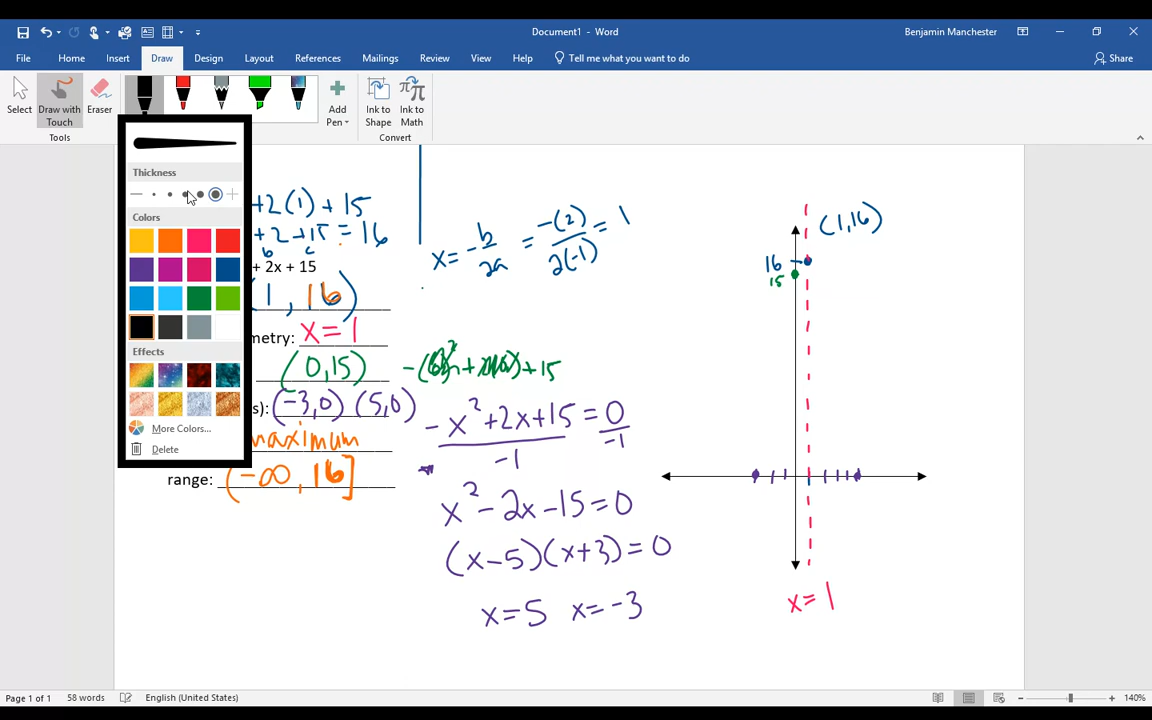 Document1 - Word
Benjamin Manchester
File Home Insert Draw Design Layout References Mailings Review View Help Tell me what you want to do Share
Select
Draw with Touch
Eraser
Add Pen
Ink to Shape
Ink to Math
Tools
Convert
Thickness
Colors
Effects
More Colors...
Delete
+2(1)+15
+2+15=16
b c
+ 2x + 15
(1, 16)
metry: x=1
(0,15)
s): (-3,0) (5,0)
maximum
range: (-∞, 16]
x= -b/2a = -(2)/2(-1) = 1
+15
-x²+2x+15=0
-1 -1
x²-2x-15=0
(x-5)(x+3)=0
x=5 x=-3
(1,16)
16
15
x=1
Page 1 of 1 58 words English (United States) 140%